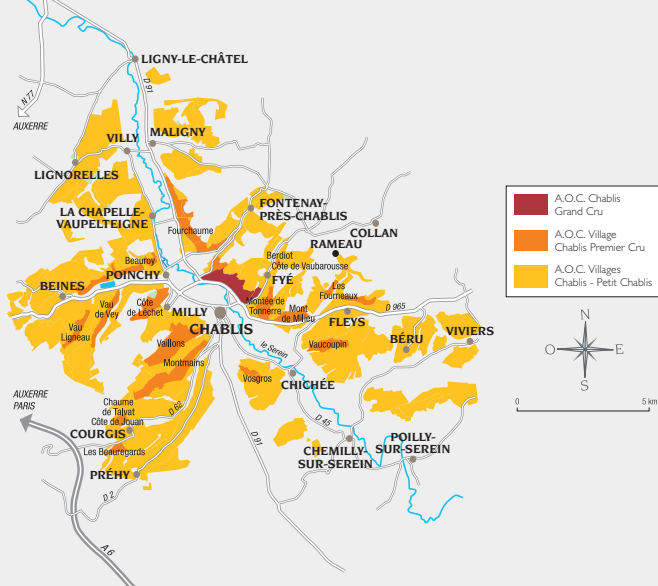 LIGNY-LE-CHÂTEL
N 77
D 91
AUXERRE
MALIGNY
VILLY
LIGNORELLES
FONTENAY-
PRÈS-CHABLIS
LA CHAPELLE-
VAUPELTEIGNE
Fourchaume
COLLAN
RAMEAU
Berdiot
Côte de Vaubarousse
Beauroy
POINCHY
FYÉ
BEINES
Les
Fourneaux
Vau
de Vey
Côte
de Léchet
MILLY
Montée de
Tonnerre
Mont
de Milieu
D 965
CHABLIS
FLEYS
Vau
Ligneau
BÉRU
VIVIERS
Vaillons
le Serein
Vaucoupin
Montmains
Vosgros
CHICHÉE
AUXERRE
PARIS
Chaume
de Talvat
Côte de Jouan
D 62
COURGIS
D 91
D 45
Les Beauregards
CHEMILLY-
SUR-SEREIN
POILLY-
SUR-SEREIN
PRÉHY
D 2
A 6
A.O.C. Chablis
Grand Cru
A.O.C. Village
Chablis Premier Cru
A.O.C. Villages
Chablis - Petit Chablis
N
O
E
S
0
5 km